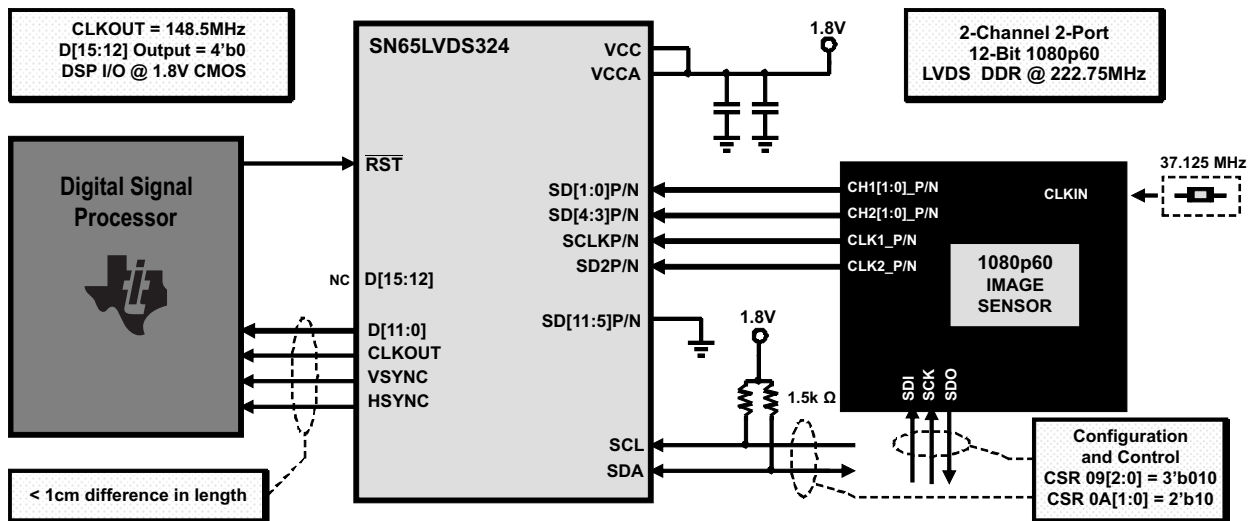 CLKOUT = 148.5MHz
D[15:12] Output = 4’b0
DSP I/O @ 1.8V CMOS
SN65LVDS324
VCC
VCCA
1.8V
2-Channel 2-Port
12-Bit 1080p60
LVDS DDR @ 222.75MHz
Digital Signal
Processor
RST
SD[1:0]P/N
SD[4:3]P/N
SCLKP/N
SD2P/N
CH1[1:0]_P/N
CH2[1:0]_P/N
CLK1_P/N
CLK2_P/N
CLKIN
37.125 MHz
1080p60
IMAGE
SENSOR
NC D[15:12]
SD[11:5]P/N
D[11:0]
CLKOUT
VSYNC
HSYNC
1.8V
1.5k Ω
SDI
SCK
SDO
SCL
SDA
Configuration
and Control
CSR 09[2:0] = 3’b010
CSR 0A[1:0] = 2’b10
< 1cm difference in length